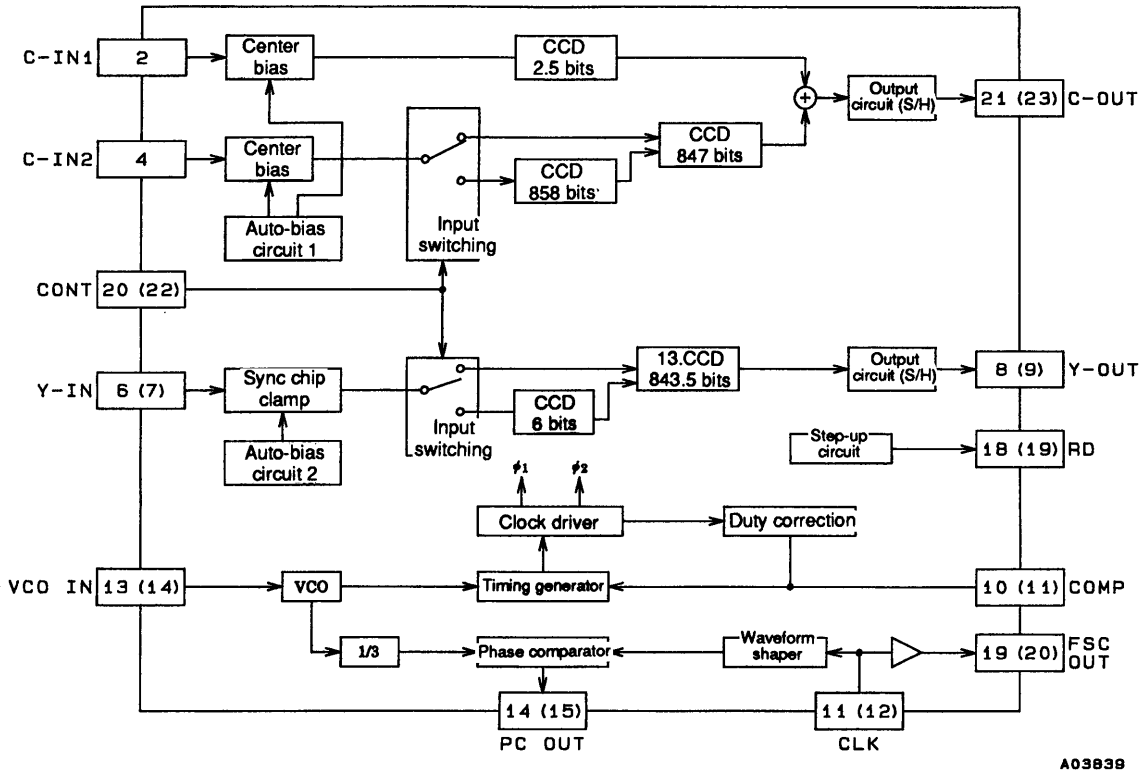 C-IN1
2
Center
bias
CCD
2.5 bits
+
Output
circuit (S/H)
21 (23)
C-OUT
C-IN2
4
Center
bias
CCD
847 bits
CCD
858 bits
Auto-bias
circuit 1
Input
switching
CONT
20 (22)
Y-IN
6 (7)
Sync chip
clamp
13.CCD
843.5 bits
Output
circuit (S/H)
8 (9)
Y-OUT
CCD
6 bits
Input
switching
Auto-bias
circuit 2
Step-up
circuit
18 (19)
RD
ø1
ø2
Clock driver
Duty correction
VCO IN
13 (14)
VCO
Timing generator
10 (11)
COMP
1/3
Phase comparator
Waveform
shaper
19 (20)
FSC
OUT
14 (15)
11 (12)
PC OUT
CLK
A03839